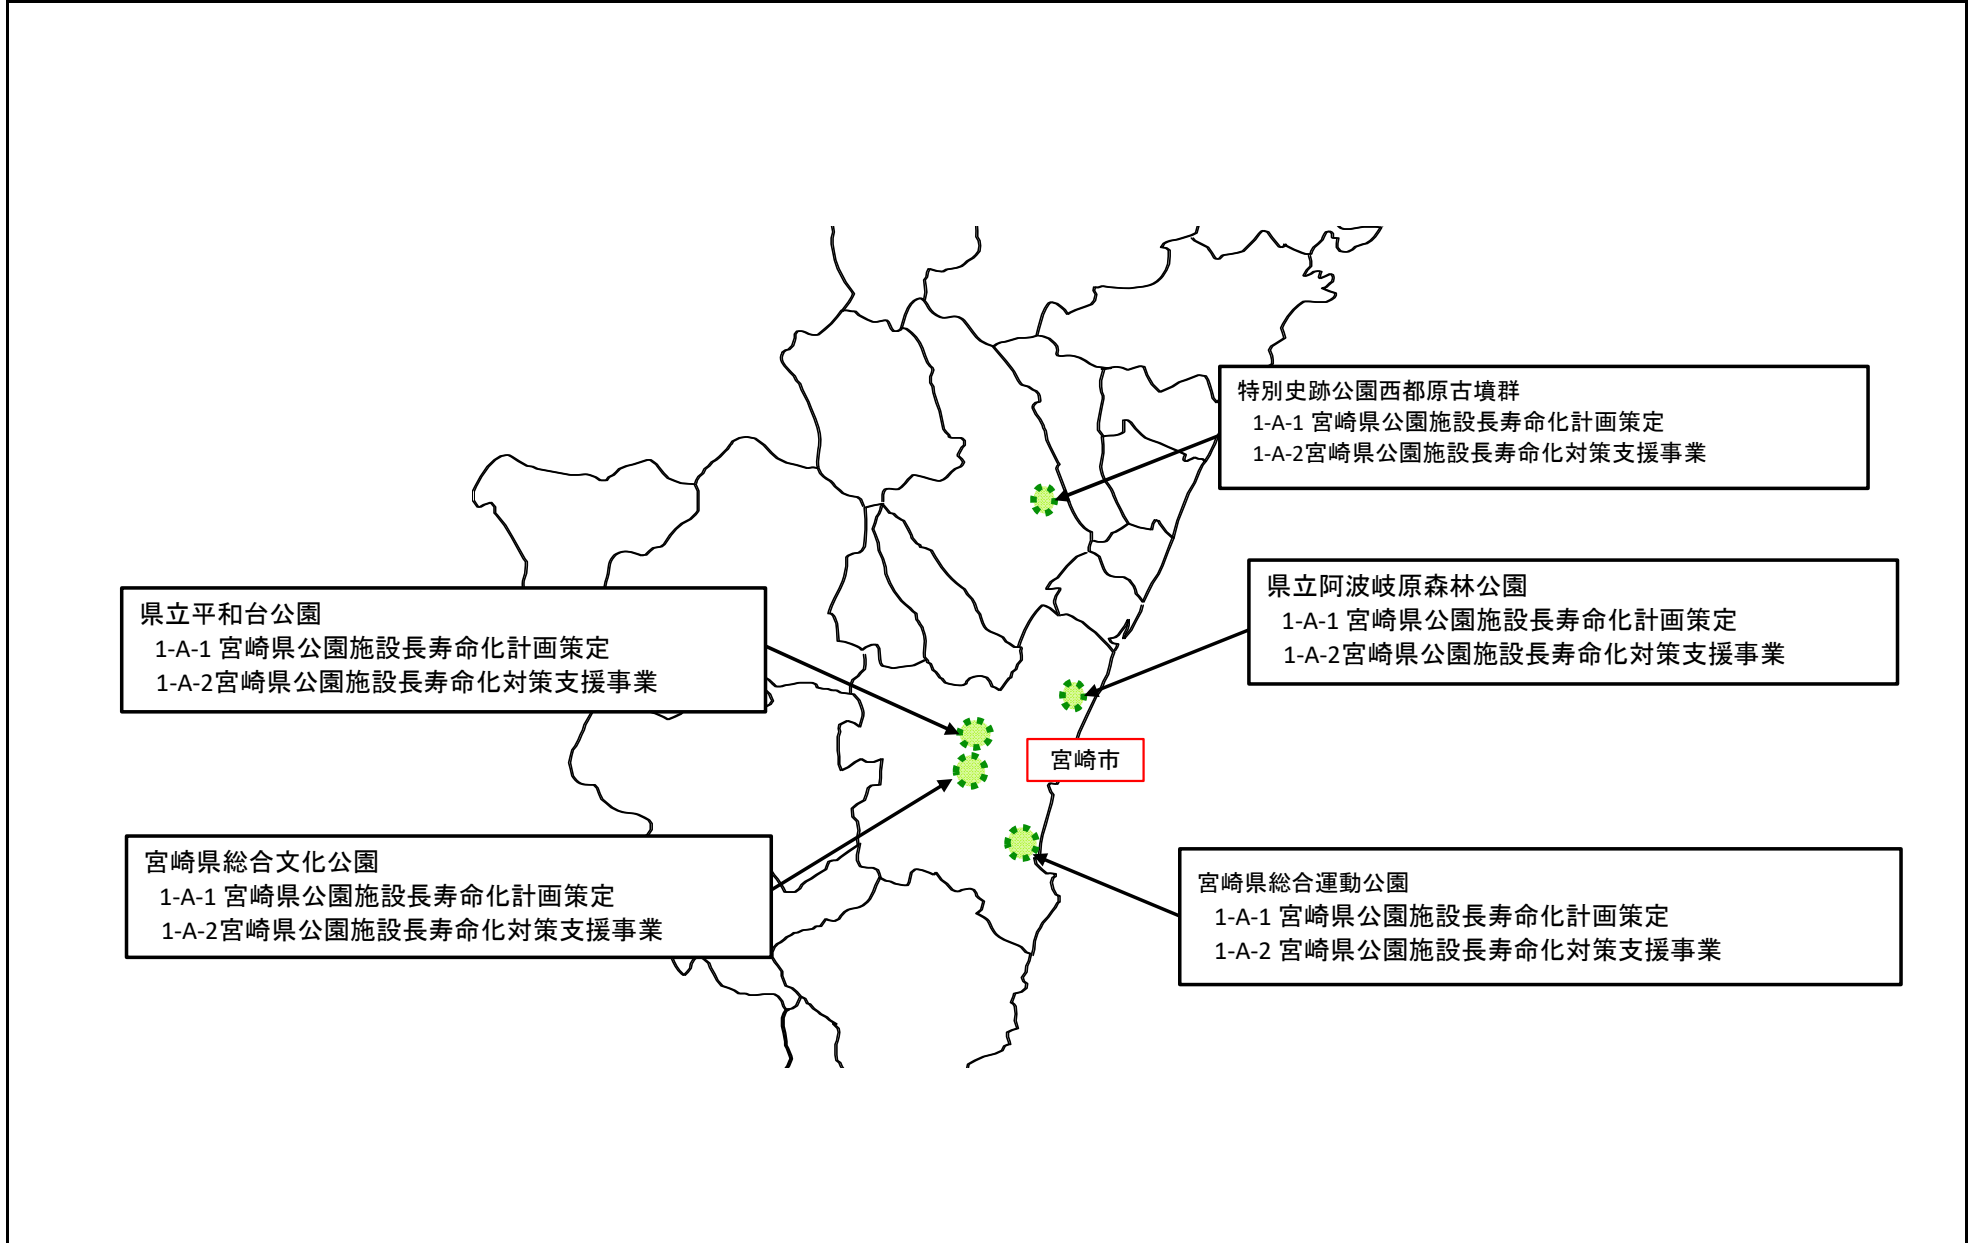 特別史跡公園西都原古墳群
1-A-1 宮崎県公園施設長寿命化計画策定
1-A-2宮崎県公園施設長寿命化対策支援事業
県立阿波岐原森林公園
1-A-1 宮崎県公園施設長寿命化計画策定
1-A-2宮崎県公園施設長寿命化対策支援事業
県立平和台公園
1-A-1 宮崎県公園施設長寿命化計画策定
1-A-2宮崎県公園施設長寿命化対策支援事業
宮崎市
宮崎県総合文化公園
1-A-1 宮崎県公園施設長寿命化計画策定
1-A-2宮崎県公園施設長寿命化対策支援事業
宮崎県総合運動公園
1-A-1 宮崎県公園施設長寿命化計画策定
1-A-2 宮崎県公園施設長寿命化対策支援事業